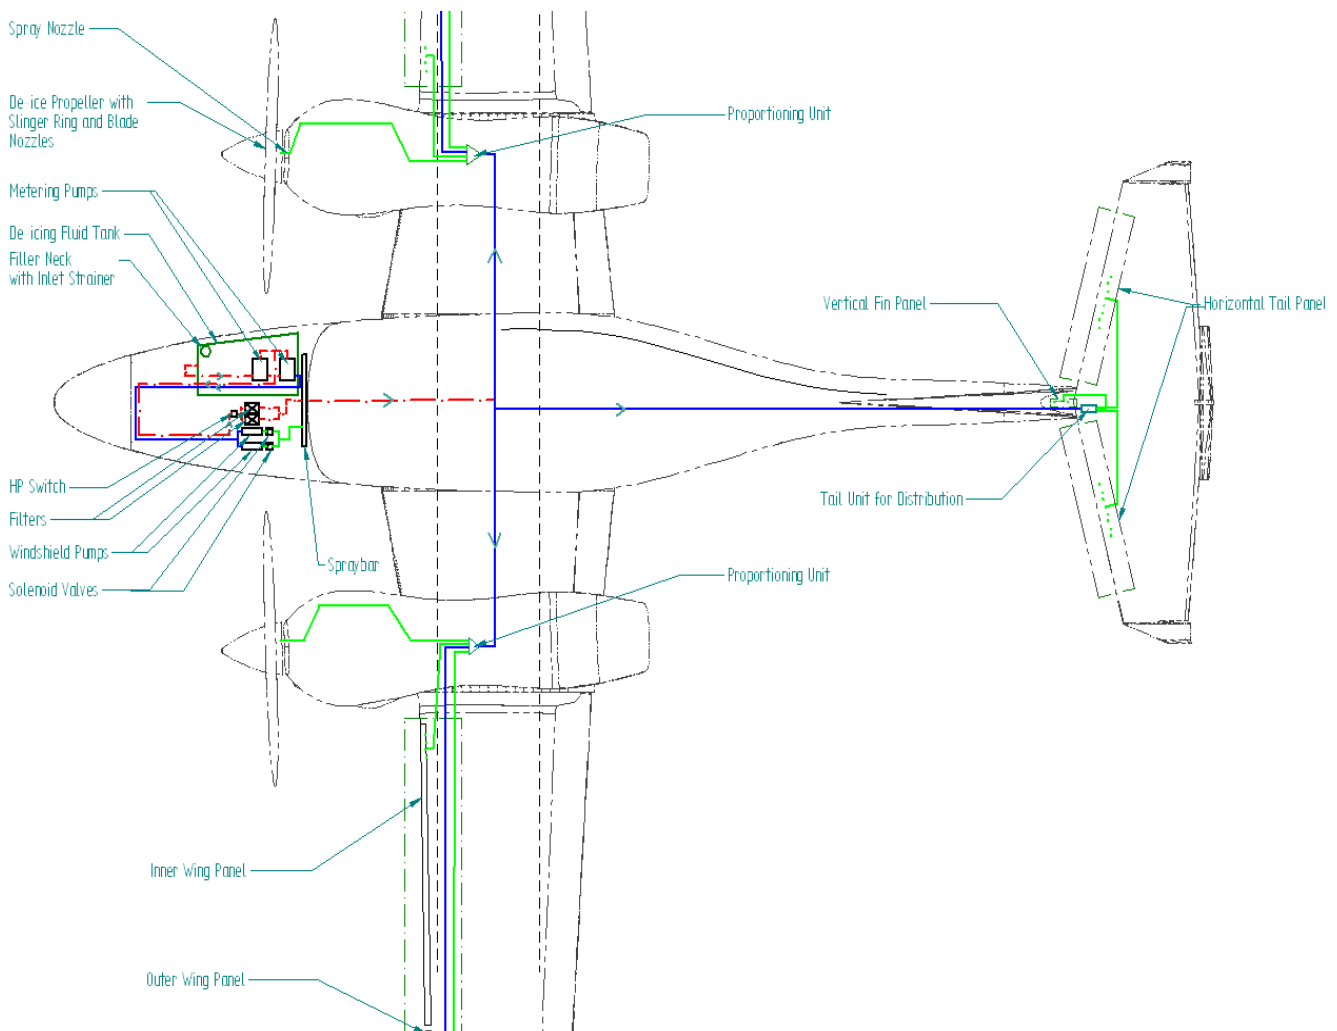 Spray Nozzle
De-ice Propeller with
Slinger Ring and Blade
Nozzles
Metering Pumps
De-icing Fluid Tank
Filler Neck
with Inlet Strainer
HP Switch
Filters
Windshield Pumps
Solenoid Valves
Spraybar
Proportioning Unit
Vertical Fin Panel
Horizontal Tail Panel
Tail Unit for Distribution
Proportioning Unit
Inner Wing Panel
Outer Wing Panel